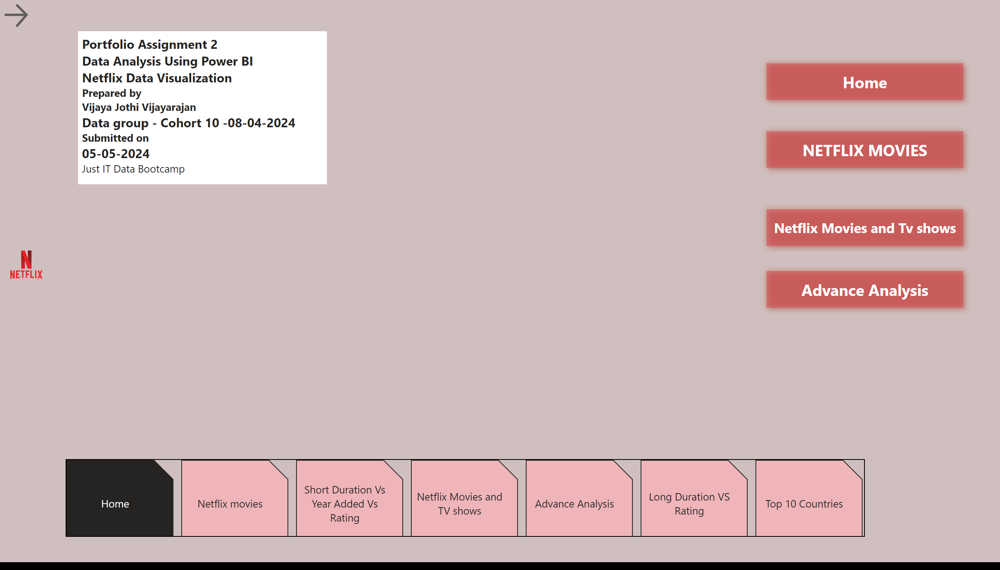 Portfolio Assignment 2
Data Analysis Using Power BI
Netflix Data Visualization
Prepared by
Vijaya Jothi Vijayarajan
Data group - Cohort 10 -08-04-2024
Submitted on
05-05-2024
Just IT Data Bootcamp
Home
NETFLIX MOVIES
Netflix Movies and Tv shows
Advance Analysis
N
NETFLIX
Home
Netflix movies
Short Duration Vs
Year Added Vs
Rating
Netflix Movies and
TV shows
Advance Analysis
Long Duration VS
Rating
Top 10 Countries